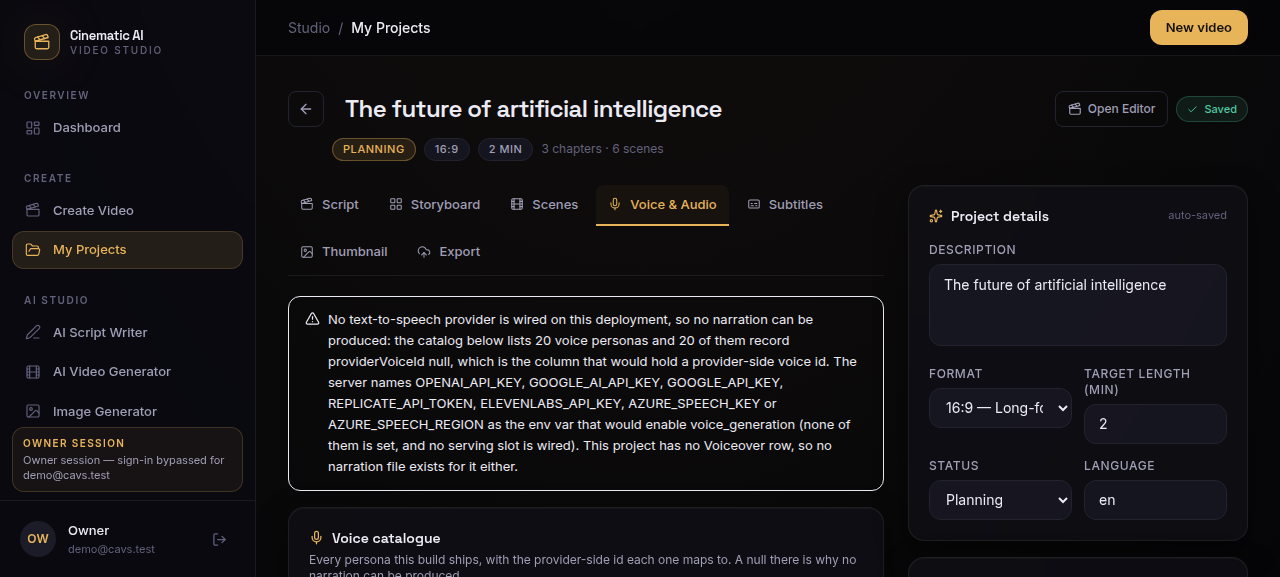 Cinematic AI
VIDEO STUDIO
OVERVIEW
Dashboard
CREATE
Create Video
My Projects
AI STUDIO
AI Script Writer
AI Video Generator
Image Generator
OWNER SESSION
Owner session — sign-in bypassed for
demo@cavs.test
OW
Owner
demo@cavs.test
Studio / My Projects
New video
The future of artificial intelligence
Open Editor
Saved
PLANNING
16:9
2 MIN
3 chapters · 6 scenes
Script
Storyboard
Scenes
Voice & Audio
Subtitles
Thumbnail
Export
No text-to-speech provider is wired on this deployment, so no narration can be
produced: the catalog below lists 20 voice personas and 20 of them record
providerVoiceId null, which is the column that would hold a provider-side voice id. The
server names OPENAI_API_KEY, GOOGLE_AI_API_KEY, GOOGLE_API_KEY,
REPLICATE_API_TOKEN, ELEVENLABS_API_KEY, AZURE_SPEECH_KEY or
AZURE_SPEECH_REGION as the env var that would enable voice_generation (none of
them is set, and no serving slot is wired). This project has no Voiceover row, so no
narration file exists for it either.
Voice catalogue
Every persona this build ships, with the provider-side id each one maps to. A null there is why no
narration can be produced.
Project details
auto-saved
DESCRIPTION
The future of artificial intelligence
FORMAT
16:9 — Long-fo
TARGET LENGTH
(MIN)
2
STATUS
Planning
LANGUAGE
en